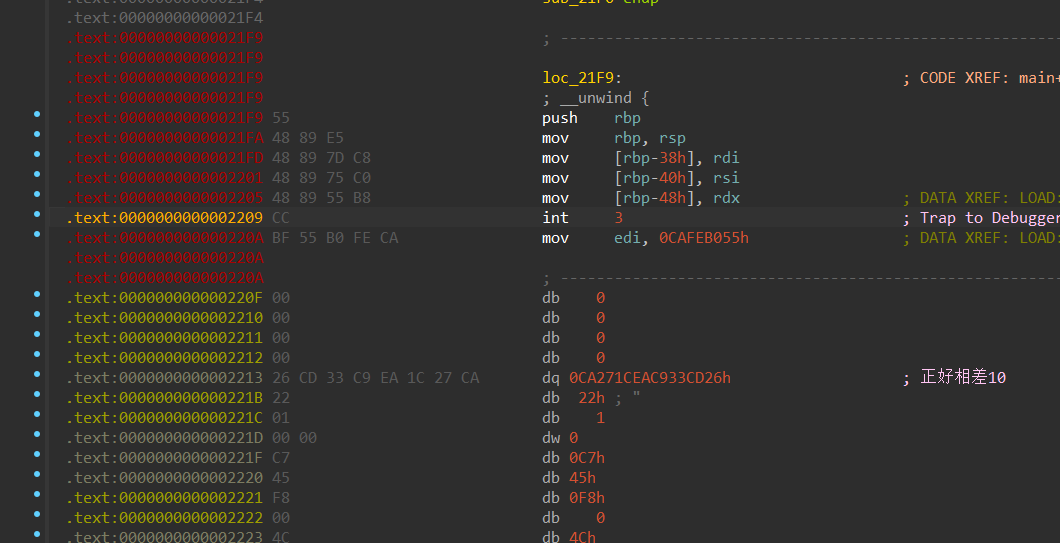 .text:00000000000021F4 sub_21F0 endp
.text:00000000000021F4
.text:00000000000021F9 ; ---------------------------------------------------------
.text:00000000000021F9
.text:00000000000021F9 loc_21F9: ; CODE XREF: main+
.text:00000000000021F9 ; __unwind {
.text:00000000000021F9 55 push rbp
.text:00000000000021FA 48 89 E5 mov rbp, rsp
.text:00000000000021FD 48 89 7D C8 mov [rbp-38h], rdi
.text:0000000000002201 48 89 75 C0 mov [rbp-40h], rsi
.text:0000000000002205 48 89 55 B8 mov [rbp-48h], rdx ; DATA XREF: LOAD:
.text:0000000000002209 CC int 3 ; Trap to Debugger
.text:000000000000220A BF 55 B0 FE CA mov edi, 0CAFEB055h ; DATA XREF: LOAD:
.text:000000000000220A
.text:000000000000220A ; ---------------------------------------------------------
.text:000000000000220F 00 db 0
.text:0000000000002210 00 db 0
.text:0000000000002211 00 db 0
.text:0000000000002212 00 db 0
.text:0000000000002213 26 CD 33 C9 EA 1C 27 CA dq 0CA271CEAC933CD26h ; 正好相差10
.text:000000000000221B 22 db 22h ; "
.text:000000000000221C 01 db 1
.text:000000000000221D 00 00 dw 0
.text:000000000000221F C7 db 0C7h
.text:0000000000002220 45 db 45h
.text:0000000000002221 F8 db 0F8h
.text:0000000000002222 00 db 0
.text:0000000000002223 4C db 4Ch